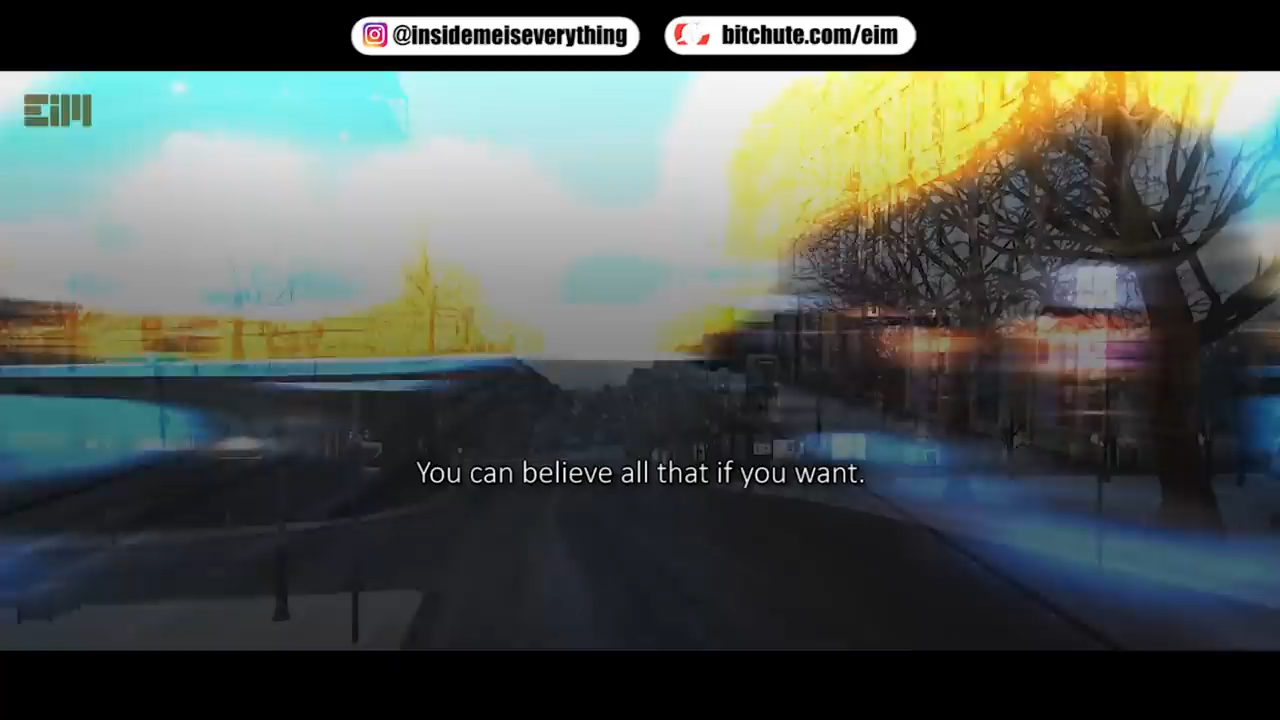 @insidemeiseverything
bitchute.com/eim
EiM
You can believe all that if you want.